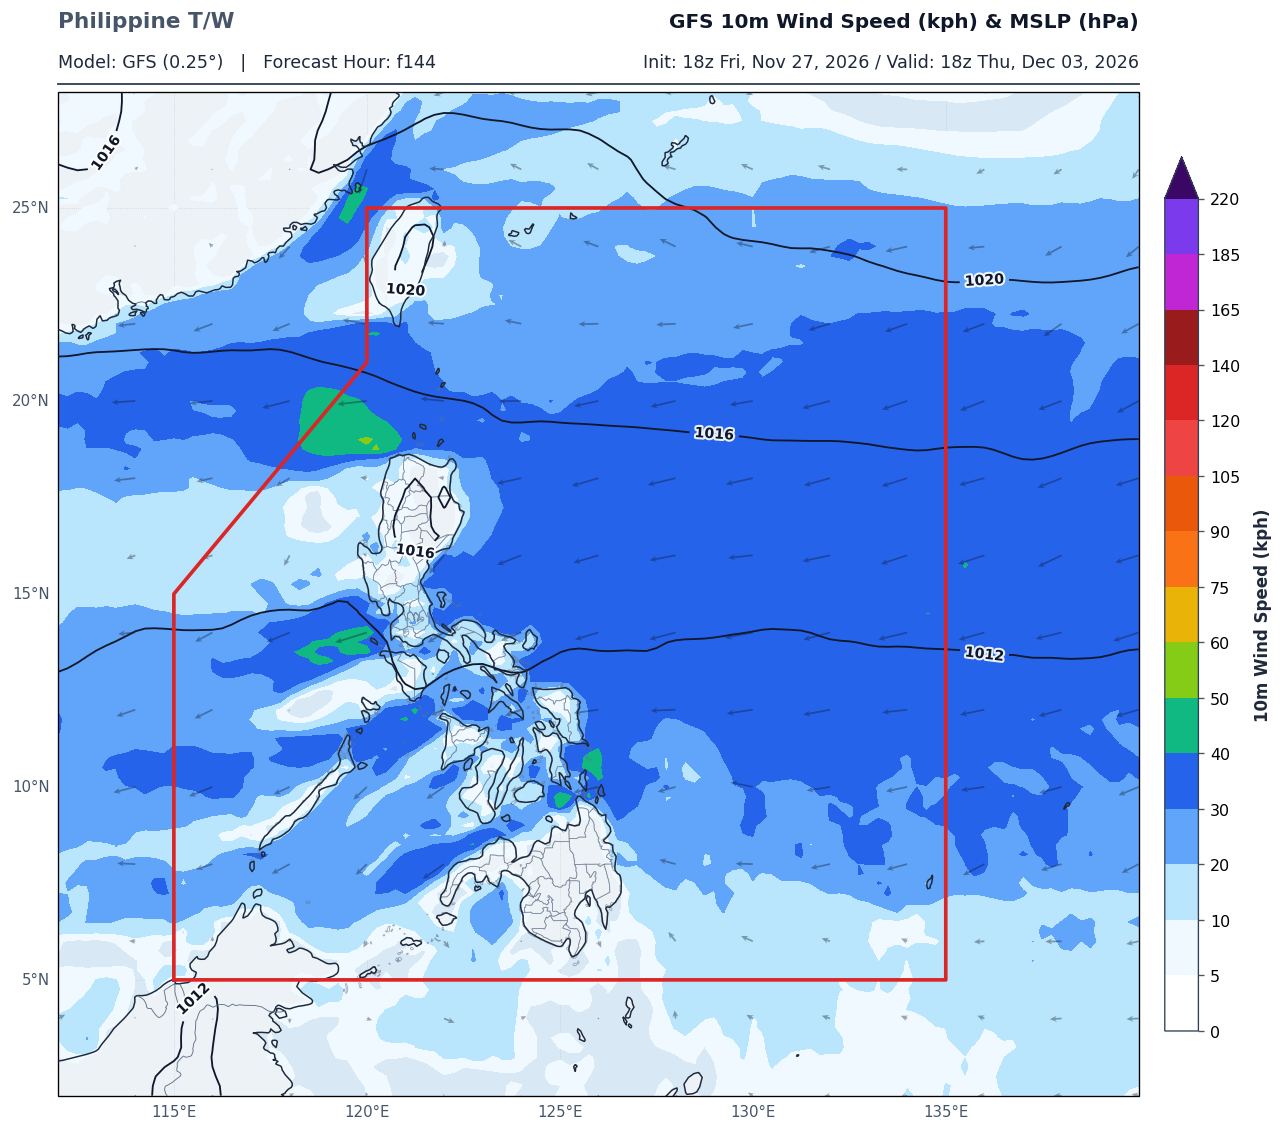 Philippine T/W
GFS 10m Wind Speed (kph) & MSLP (hPa)
Model: GFS (0.25°) | Forecast Hour: f144
Init: 18z Fri, Nov 27, 2026 / Valid: 18z Thu, Dec 03, 2026
1016
1020
1020
1016
1016
1012
1012
25°N
20°N
15°N
10°N
5°N
115°E
120°E
125°E
130°E
135°E
220
185
165
140
120
105
90
75
60
50
40
30
20
10
5
0
10m Wind Speed (kph)